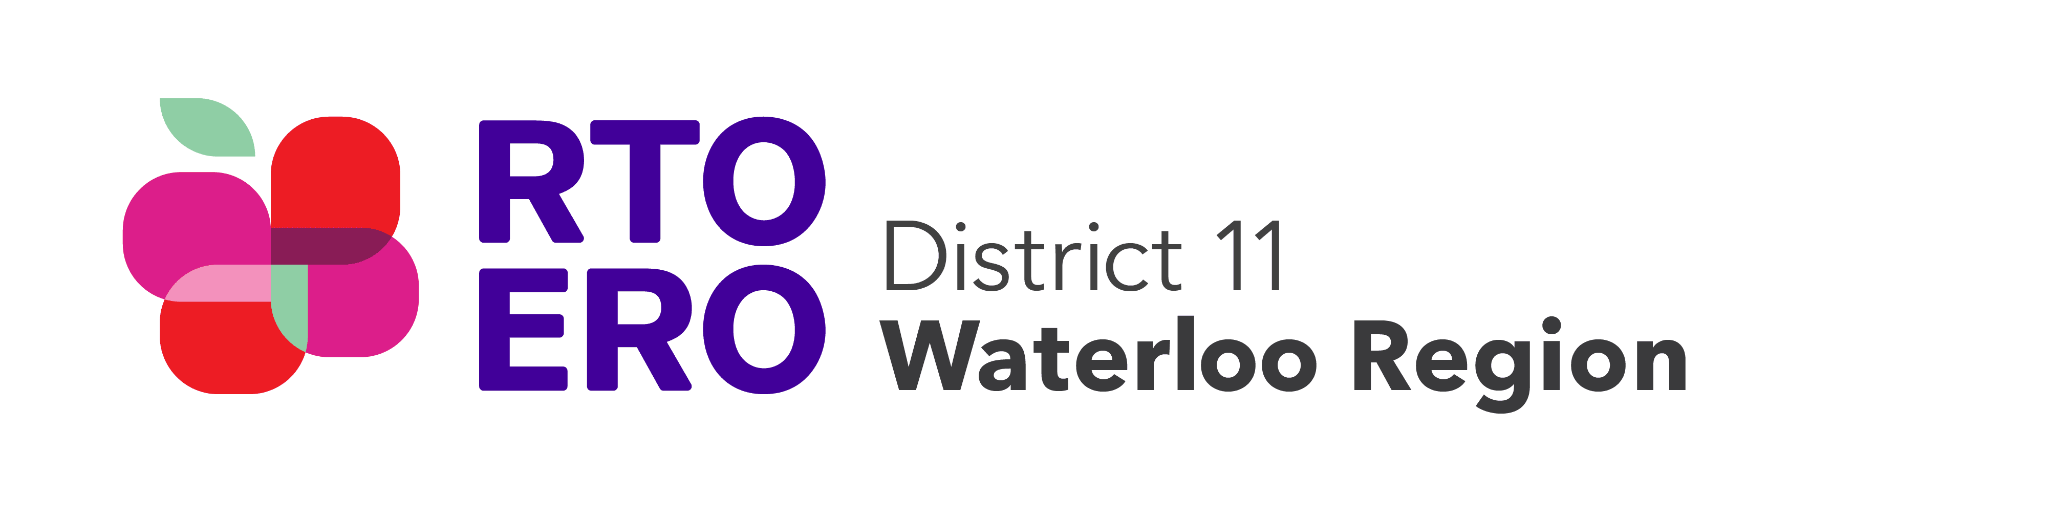 RTO
ERO
District 11
Waterloo Region